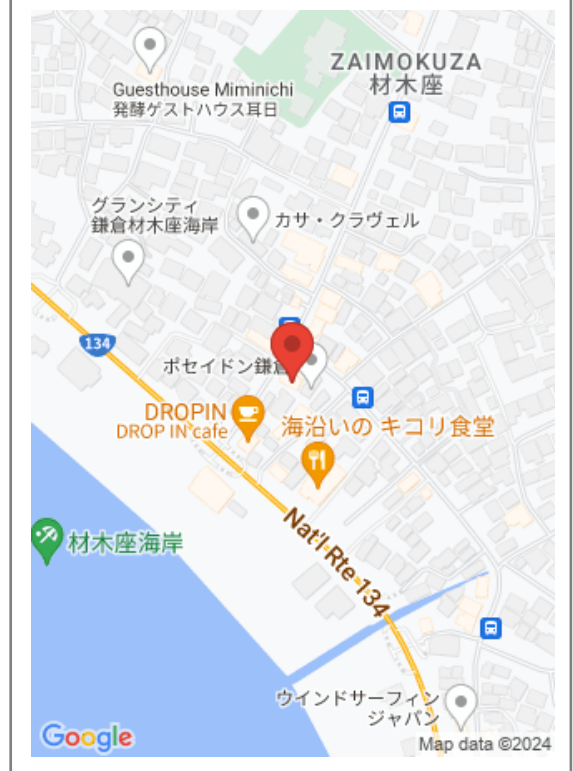 ZAIMOKUZA
材木座
Guesthouse Miminichi
発酵ゲストハウス耳日
グランシティ
鎌倉材木座海岸
カサ・クラヴェル
134
ポセイドン鎌倉
DROPIN
DROP IN cafe
海沿いの キコリ食堂
Nat'l Rte 134
材木座海岸
ウインドサーフィン
ジャパン
Google
Map data ©2024